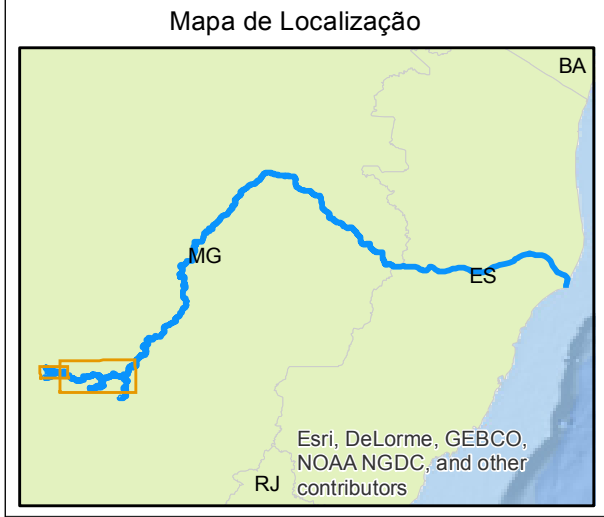 Mapa de Localização
BA
MG
ES
Esri, DeLorme, GEBCO,
NOAA NGDC, and other
RJ contributors